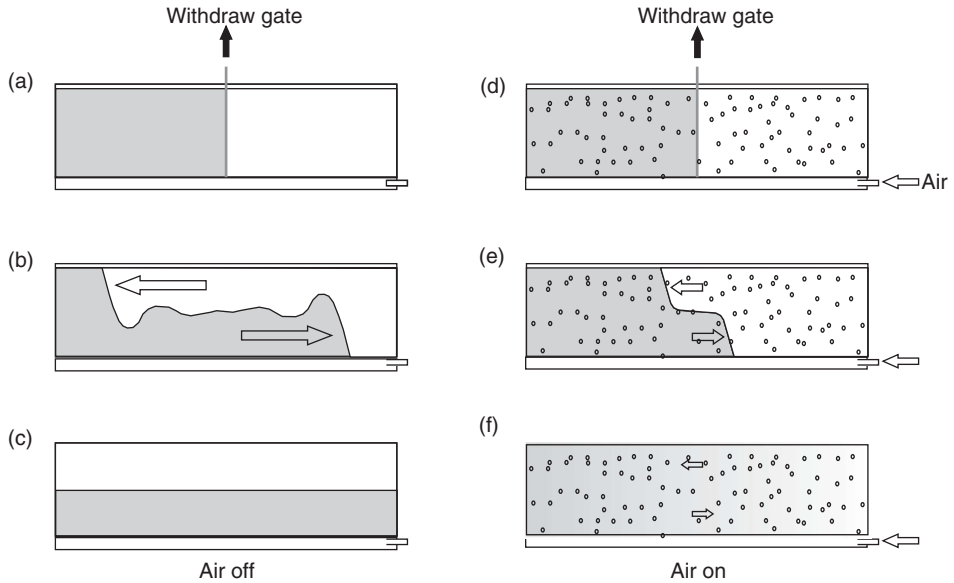 Withdraw gate
Withdraw gate
(a)
(d)
Air
(b)
(e)
(c)
(f)
Air off
Air on